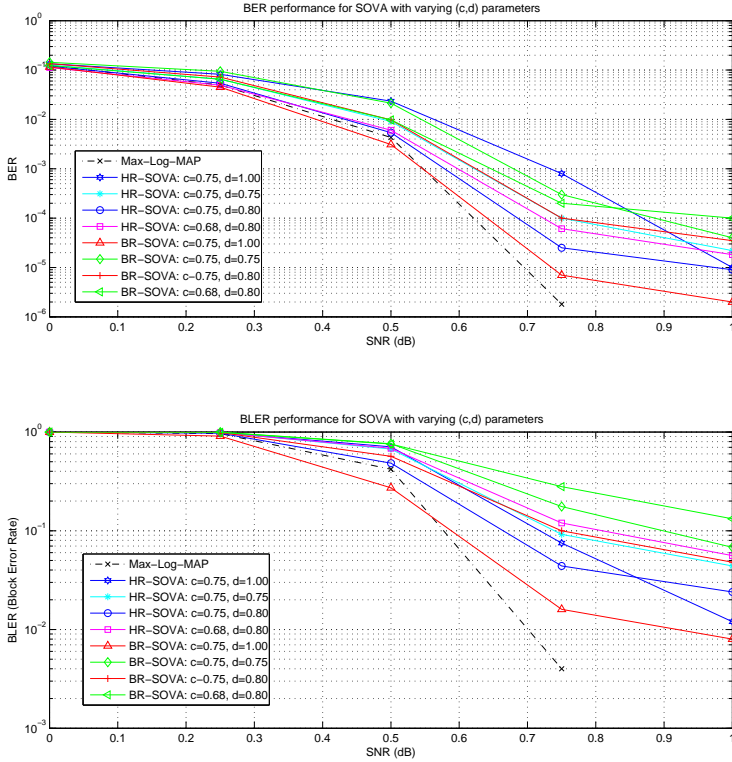 BER performance for SOVA with varying (c,d) parameters
10^0
10^-1
10^-2
10^-3
10^-4
10^-5
10^-6
BER
Max-Log-MAP
HR-SOVA: c=0.75, d=1.00
HR-SOVA: c=0.75, d=0.75
HR-SOVA: c=0.75, d=0.80
HR-SOVA: c=0.68, d=0.80
BR-SOVA: c=0.75, d=1.00
BR-SOVA: c=0.75, d=0.75
BR-SOVA: c-0.75, d=0.80
BR-SOVA: c=0.68, d=0.80
0 0.1 0.2 0.3 0.4 0.5 0.6 0.7 0.8 0.9 1
SNR (dB)
BLER performance for SOVA with varying (c,d) parameters
10^0
10^-1
10^-2
10^-3
BLER (Block Error Rate)
Max-Log-MAP
HR-SOVA: c=0.75, d=1.00
HR-SOVA: c=0.75, d=0.75
HR-SOVA: c=0.75, d=0.80
HR-SOVA: c=0.68, d=0.80
BR-SOVA: c=0.75, d=1.00
BR-SOVA: c=0.75, d=0.75
BR-SOVA: c-0.75, d=0.80
BR-SOVA: c=0.68, d=0.80
0 0.1 0.2 0.3 0.4 0.5 0.6 0.7 0.8 0.9 1
SNR (dB)